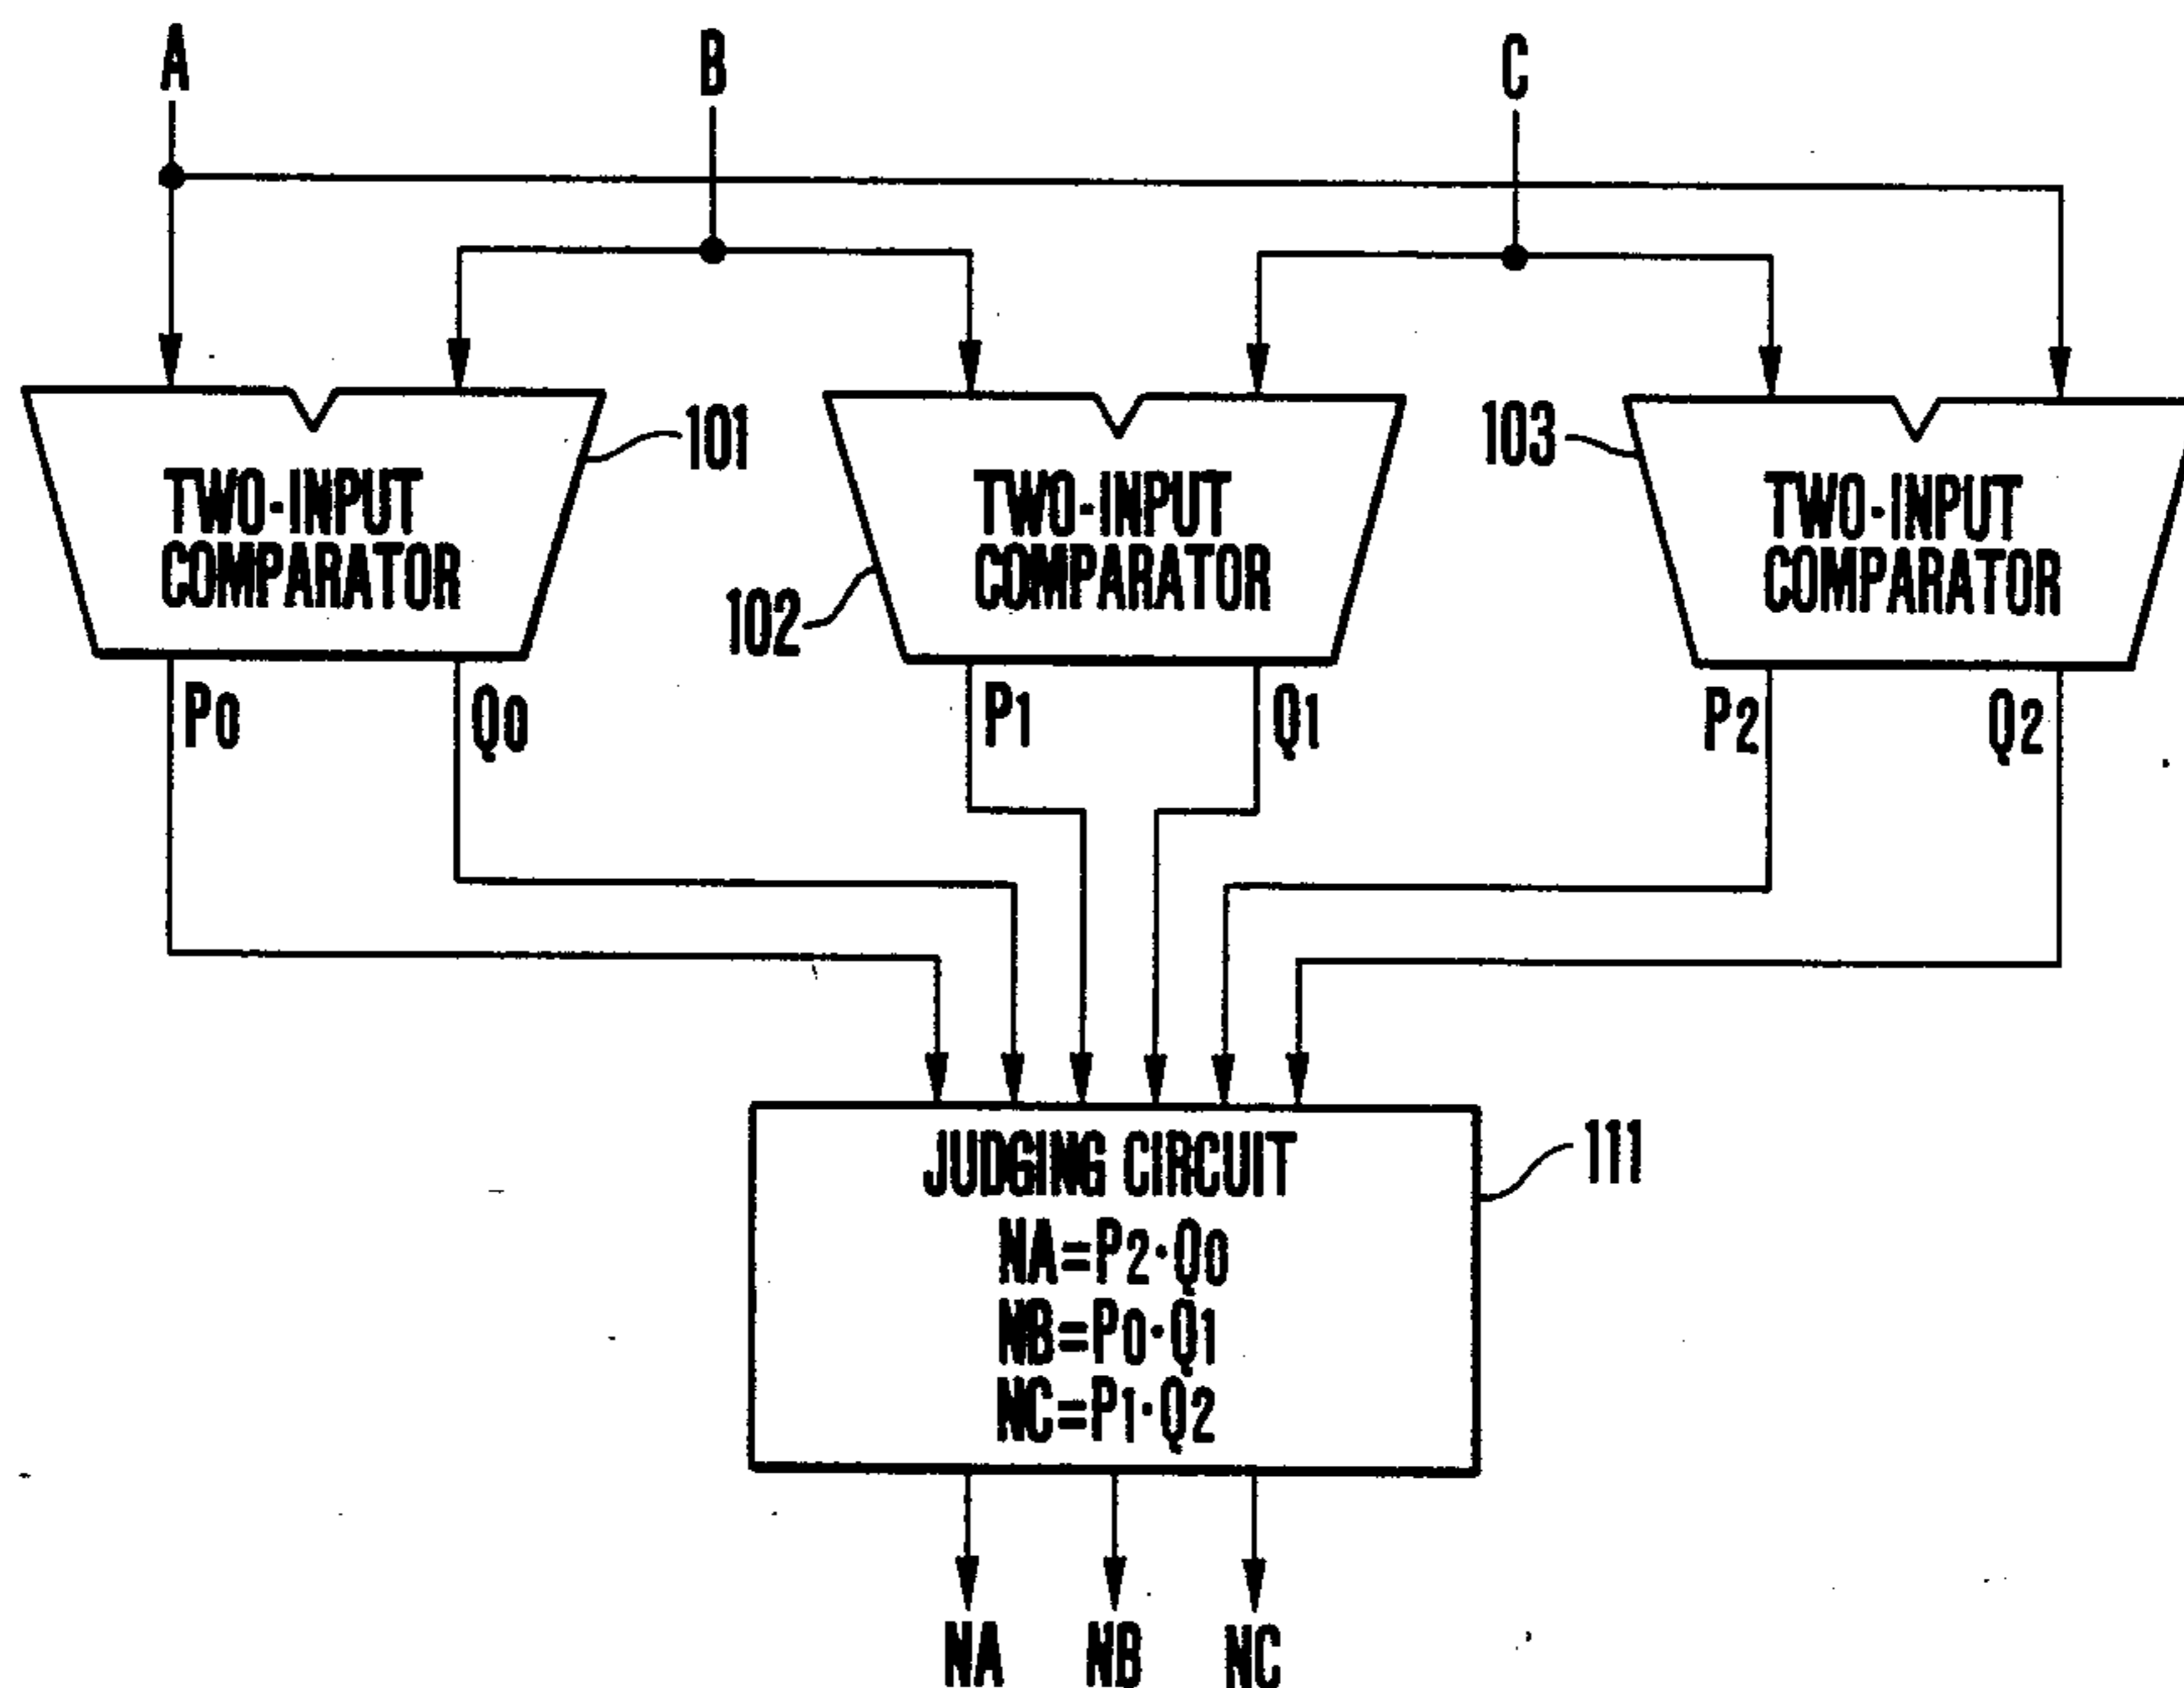 A
B
C
101
103
TWO-INPUT
COMPARATOR
TWO-INPUT
COMPARATOR
TWO-INPUT
COMPARATOR
102
P0
Q0
P1
Q1
P2
Q2
JUDGING CIRCUIT
111
NA=P2·Q0
NB=P0·Q1
NC=P1·Q2
NA
NB
NC